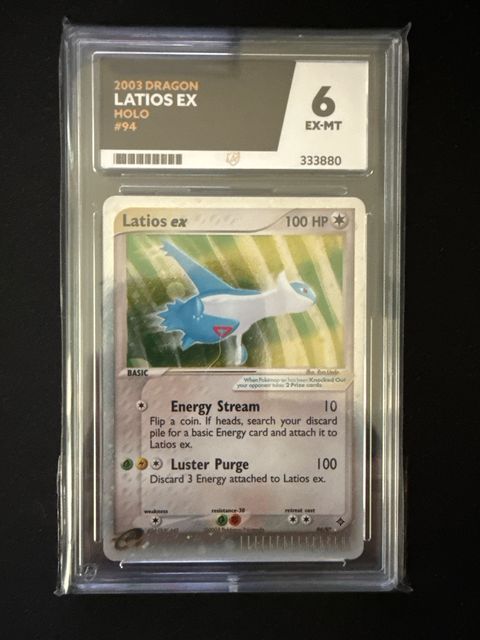 2003 DRAGON
LATIOS EX
HOLO
#94
6
EX-MT
333880
Latios ex
100 HP
BASIC
When Pokémon-ex has been Knocked Out
your opponent takes 2 Prize cards.
Energy Stream 10
Flip a coin. If heads, search your discard
pile for a basic Energy card and attach it to
Latios ex.
Luster Purge 100
Discard 3 Energy attached to Latios ex.
weakness
resistance-30
retreat cost